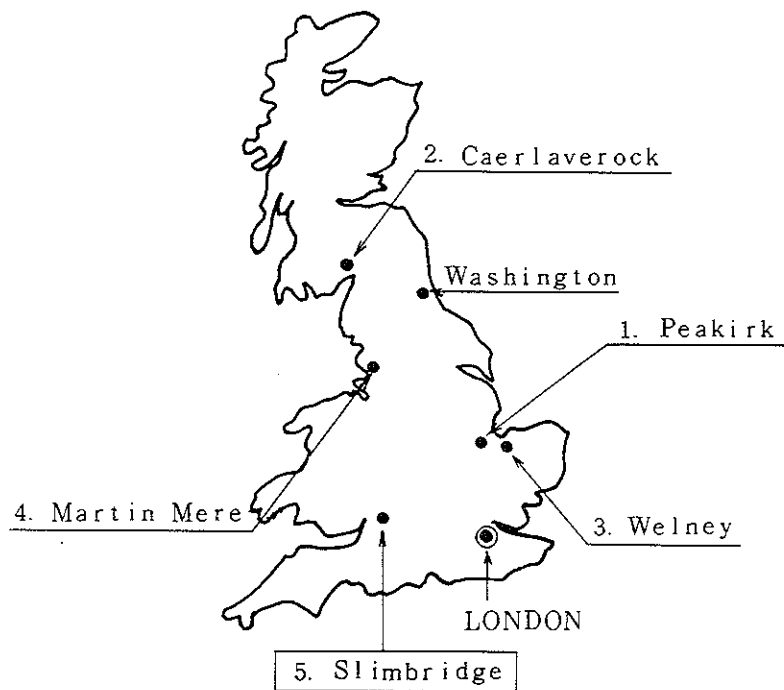 2. Caerlaverock
Washington
1. Peakirk
4. Martin Mere
3. Welney
LONDON
5. Slimbridge